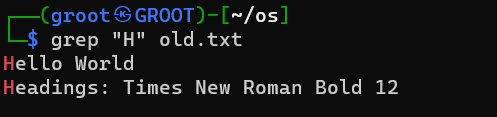 ┌──(groot㉿GROOT)-[~/os]
└─$ grep "H" old.txt
Hello World
Headings: Times New Roman Bold 12